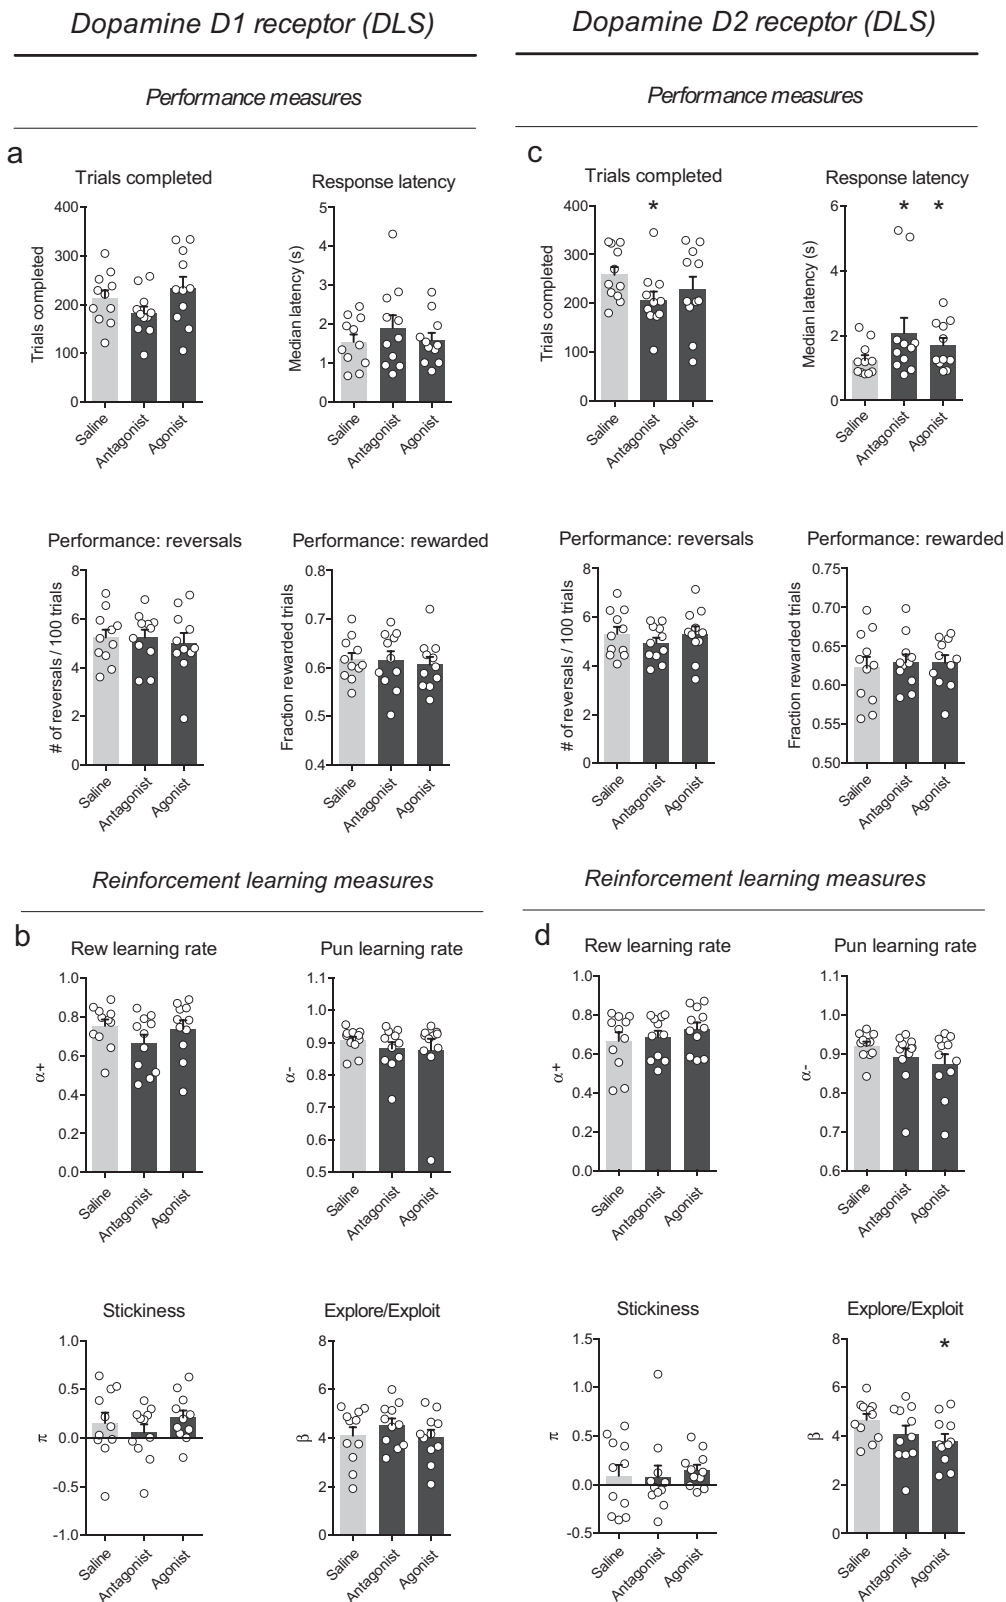 Dopamine D1 receptor (DLS)
Performance measures
a
Trials completed
Trials completed
400
300
200
100
0
Saline
Antagonist
Agonist
Response latency
Median latency (s)
5
4
3
2
1
0
Saline
Antagonist
Agonist
Performance: reversals
# of reversals / 100 trials
8
6
4
2
0
Saline
Antagonist
Agonist
Performance: rewarded
Fraction rewarded trials
0.8
0.7
0.6
0.5
0.4
Saline
Antagonist
Agonist
Reinforcement learning measures
b
Rew learning rate
α+
1.0
0.8
0.6
0.4
0.2
0.0
Saline
Antagonist
Agonist
Pun learning rate
α-
1.1
1.0
0.9
0.8
0.7
0.6
0.5
Saline
Antagonist
Agonist
Stickiness
π
1.0
0.5
0.0
-0.5
-1.0
Saline
Antagonist
Agonist
Explore/Exploit
β
8
6
4
2
0
Saline
Antagonist
Agonist
Dopamine D2 receptor (DLS)
Performance measures
c
Trials completed
Trials completed
400
300
200
100
0
*
Saline
Antagonist
Agonist
Response latency
Median latency (s)
6
4
2
0
* *
Saline
Antagonist
Agonist
Performance: reversals
# of reversals / 100 trials
8
6
4
2
0
Saline
Antagonist
Agonist
Performance: rewarded
Fraction rewarded trials
0.75
0.70
0.65
0.60
0.55
0.50
Saline
Antagonist
Agonist
Reinforcement learning measures
d
Rew learning rate
α+
1.0
0.8
0.6
0.4
0.2
0.0
Saline
Antagonist
Agonist
Pun learning rate
α-
1.1
1.0
0.9
0.8
0.7
0.6
Saline
Antagonist
Agonist
Stickiness
π
1.5
1.0
0.5
0.0
-0.5
Saline
Antagonist
Agonist
Explore/Exploit
β
8
6
4
2
0
*
Saline
Antagonist
Agonist